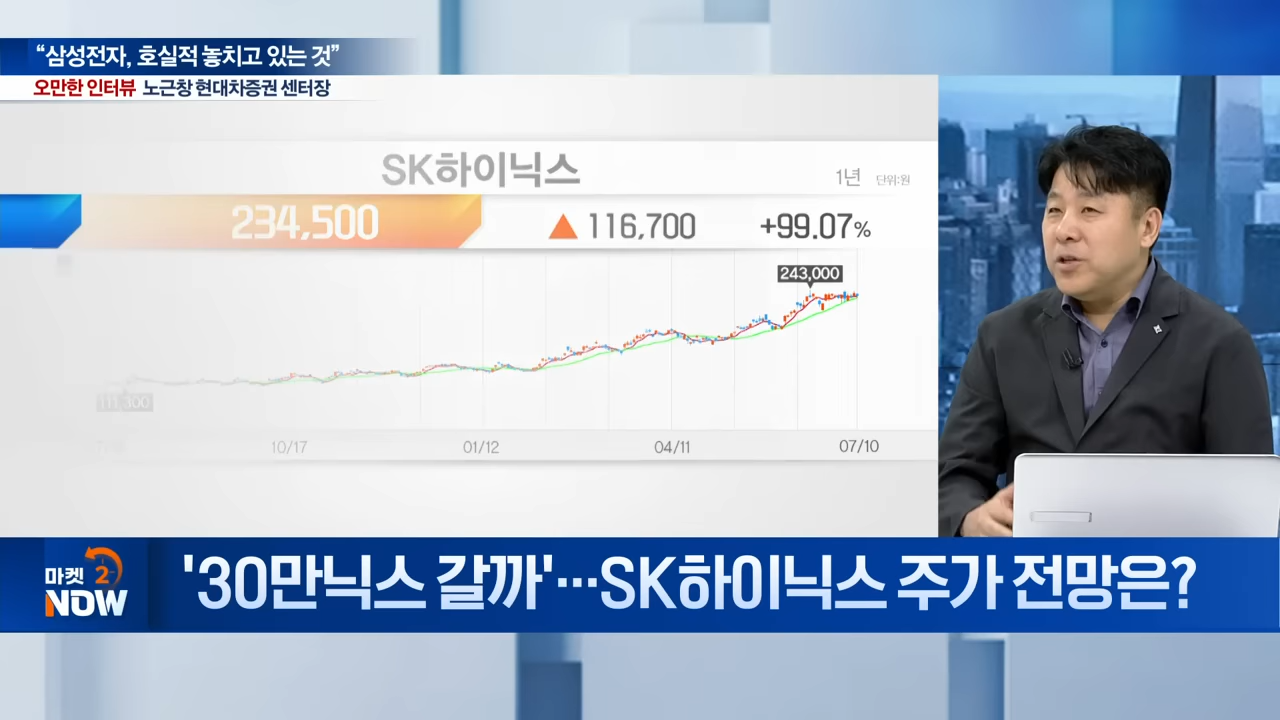 “삼성전자, 호실적 놓치고 있는 것”
오만한 인터뷰 노근창 현대차증권 센터장
SK하이닉스
1년 단위:원
234,500 ▲ 116,700 +99.07%
243,000
111,300
10/17 01/12 04/11 07/10
마켓 2
NOW
'30만닉스 갈까'…SK하이닉스 주가 전망은?